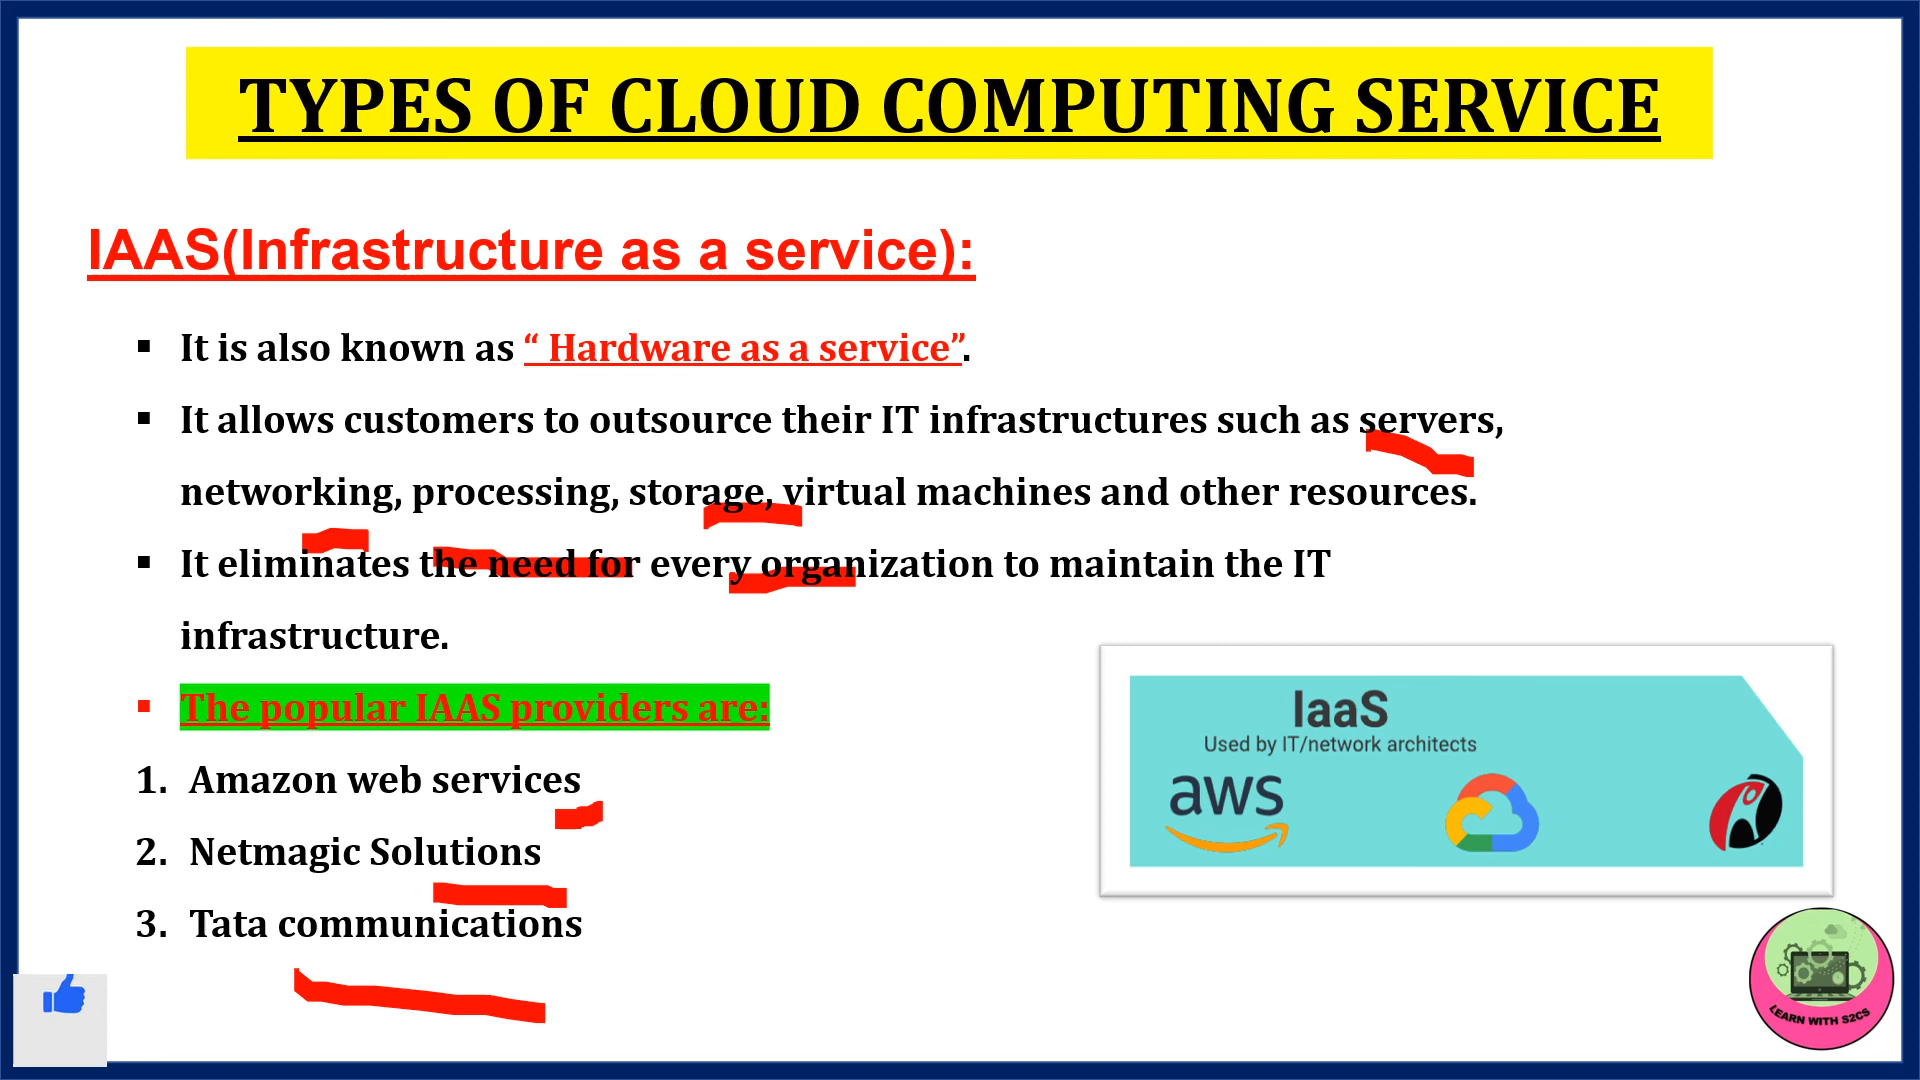 TYPES OF CLOUD COMPUTING SERVICE
IAAS(Infrastructure as a service):
▪ It is also known as “ Hardware as a service”.
▪ It allows customers to outsource their IT infrastructures such as servers,
networking, processing, storage, virtual machines and other resources.
▪ It eliminates the need for every organization to maintain the IT
infrastructure.
▪ The popular IAAS providers are:
1. Amazon web services
2. Netmagic Solutions
3. Tata communications
IaaS
Used by IT/network architects
aws
LEARN WITH S2CS